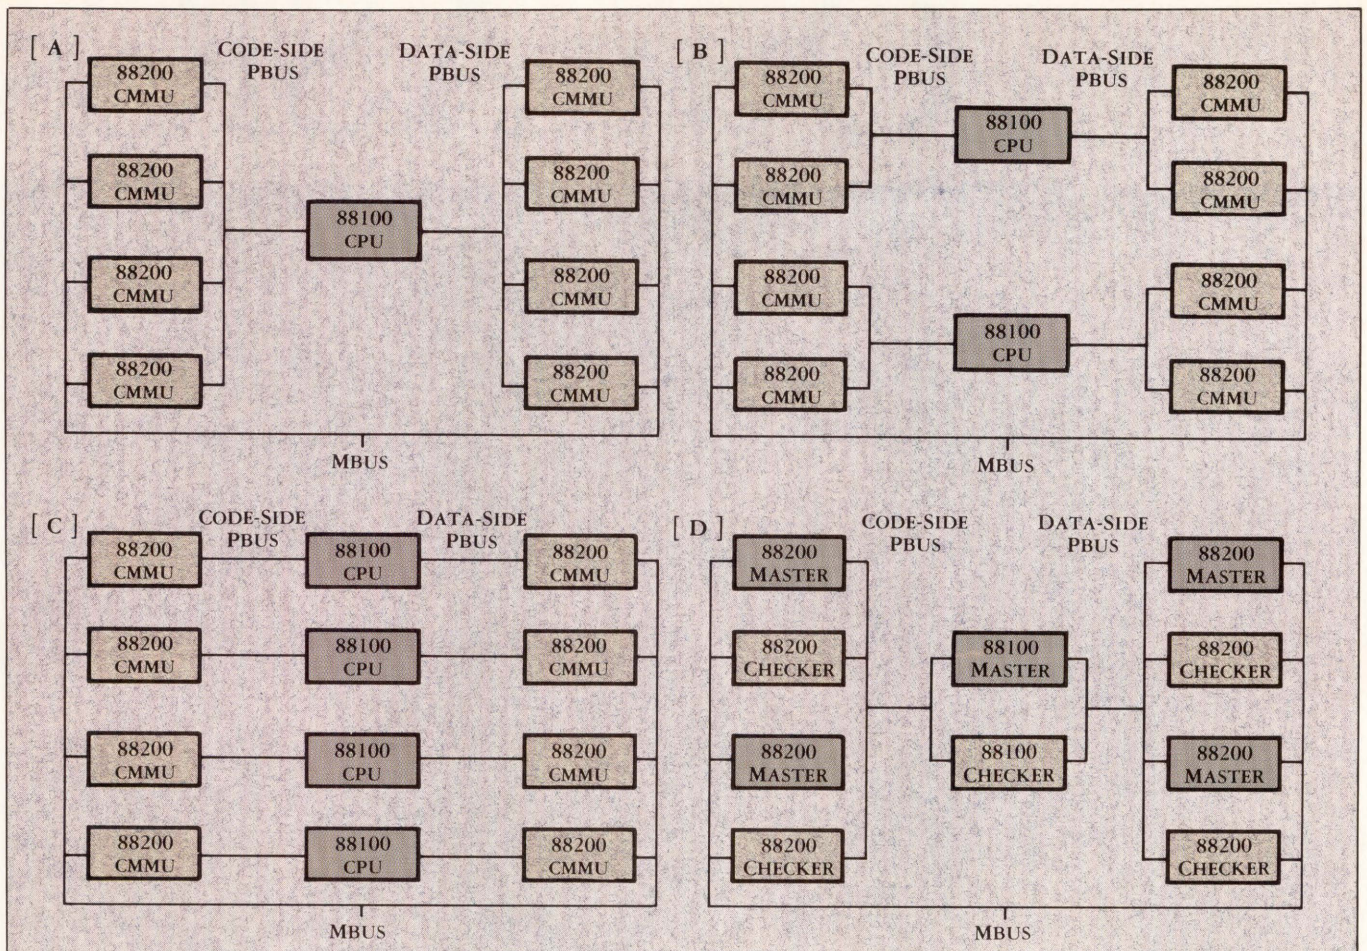 [ A ]
CODE-SIDE
PBUS
DATA-SIDE
PBUS
88200
CMMU
88200
CMMU
88200
CMMU
88200
CMMU
88100
CPU
88200
CMMU
88200
CMMU
88200
CMMU
88200
CMMU
MBUS
[ B ]
CODE-SIDE
PBUS
DATA-SIDE
PBUS
88200
CMMU
88200
CMMU
88200
CMMU
88200
CMMU
88100
CPU
88100
CPU
88200
CMMU
88200
CMMU
88200
CMMU
88200
CMMU
MBUS
[ C ]
CODE-SIDE
PBUS
DATA-SIDE
PBUS
88200
CMMU
88100
CPU
88200
CMMU
88200
CMMU
88100
CPU
88200
CMMU
88200
CMMU
88100
CPU
88200
CMMU
88200
CMMU
88100
CPU
88200
CMMU
MBUS
[ D ]
CODE-SIDE
PBUS
DATA-SIDE
PBUS
88200
MASTER
88200
CHECKER
88200
MASTER
88200
CHECKER
88100
MASTER
88100
CHECKER
88200
MASTER
88200
CHECKER
88200
MASTER
88200
CHECKER
MBUS